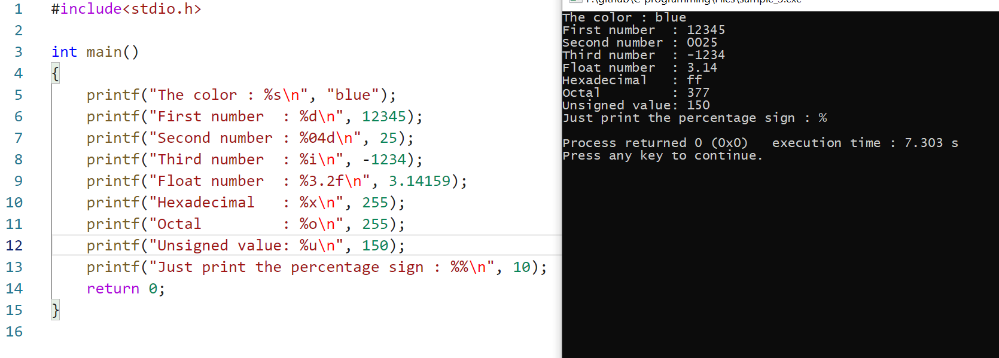 1 #include<stdio.h>
2
3 int main()
4 {
5 printf("The color : %s\n", "blue");
6 printf("First number  : %d\n", 12345);
7 printf("Second number : %04d\n", 25);
8 printf("Third number  : %i\n", -1234);
9 printf("Float number  : %3.2f\n", 3.14159);
10 printf("Hexadecimal   : %x\n", 255);
11 printf("Octal         : %o\n", 255);
12 printf("Unsigned value: %u\n", 150);
13 printf("Just print the percentage sign : %%\n", 10);
14 return 0;
15 }
16
The color : blue
First number  : 12345
Second number : 0025
Third number  : -1234
Float number  : 3.14
Hexadecimal   : ff
Octal         : 377
Unsigned value: 150
Just print the percentage sign : %
Process returned 0 (0x0)   execution time : 7.303 s
Press any key to continue.